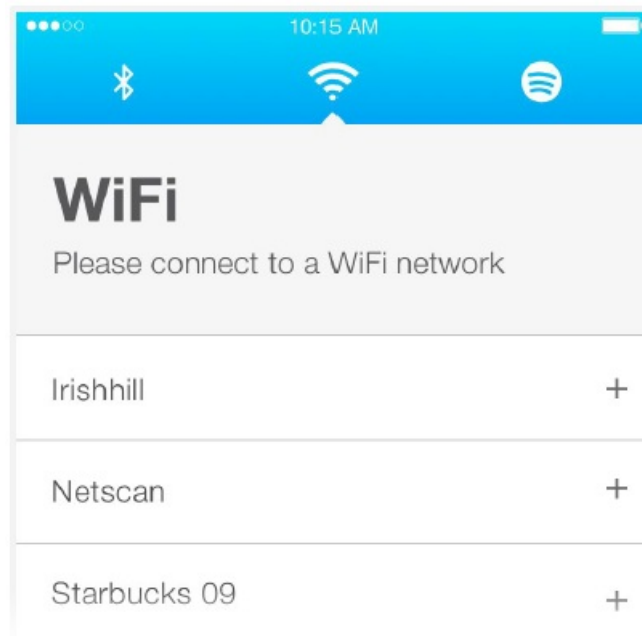 10:15 AM
WiFi
Please connect to a WiFi network
Irishhill +
Netscan +
Starbucks 09 +